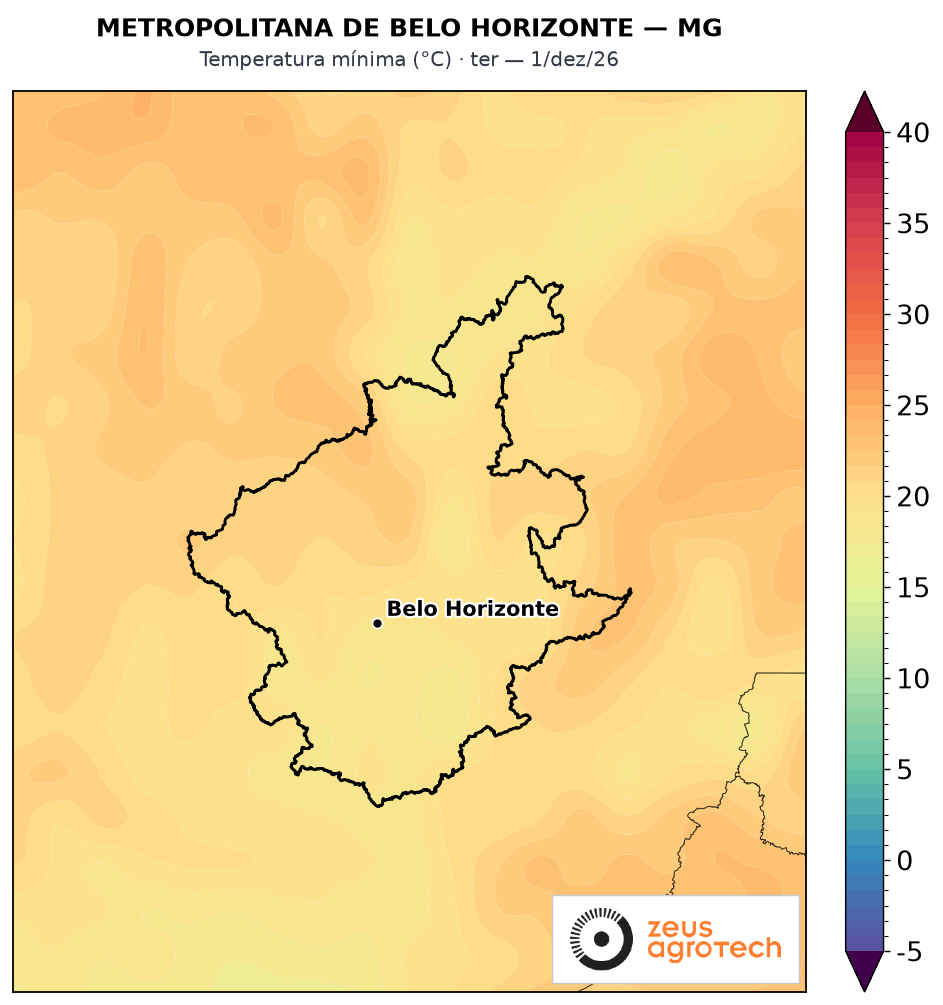 METROPOLITANA DE BELO HORIZONTE — MG
Temperatura mínima (°C) · ter — 1/dez/26
40
35
30
25
20
15
10
5
0
-5
Belo Horizonte
zeus
agrotech